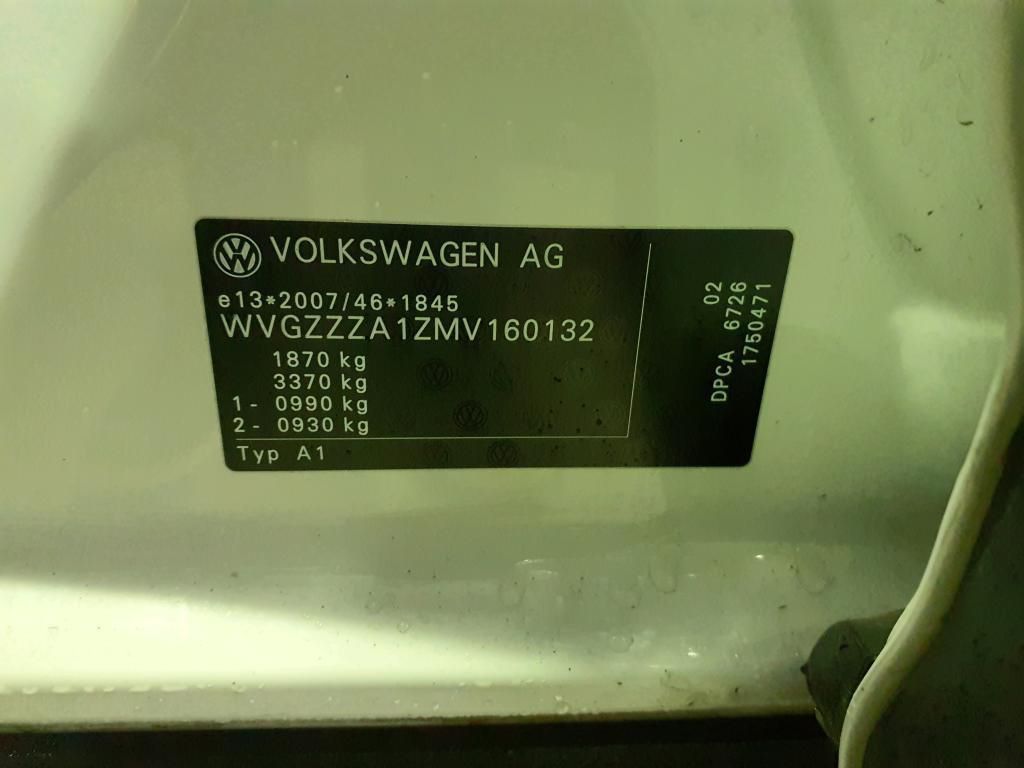 VOLKSWAGEN AG
e13*2007/46*1845
WVGZZZA1ZMV160132
1870 kg
3370 kg
1- 0990 kg
2- 0930 kg
Typ A1
02
DPCA 6726
1750471